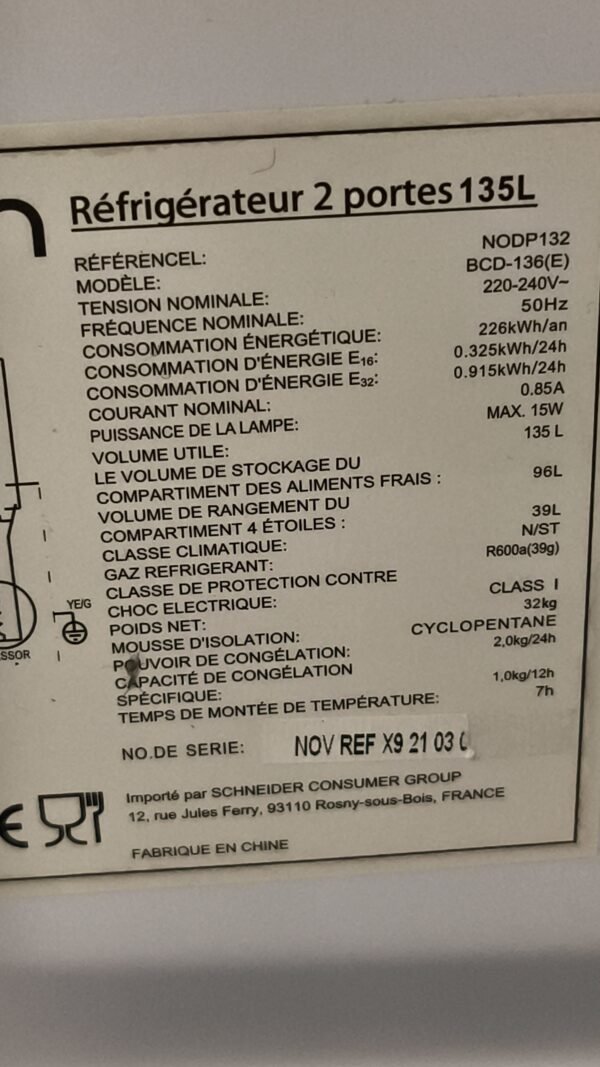 Réfrigérateur 2 portes 135L
RÉFÉRENCEL: NODP132
MODÈLE: BCD-136(E)
TENSION NOMINALE: 220-240V~
FRÉQUENCE NOMINALE: 50Hz
CONSOMMATION ÉNERGÉTIQUE: 226kWh/an
CONSOMMATION D'ÉNERGIE E16: 0.325kWh/24h
CONSOMMATION D'ÉNERGIE E32: 0.915kWh/24h
COURANT NOMINAL: 0.85A
PUISSANCE DE LA LAMPE: MAX. 15W
VOLUME UTILE: 135 L
LE VOLUME DE STOCKAGE DU
COMPARTIMENT DES ALIMENTS FRAIS : 96L
VOLUME DE RANGEMENT DU
COMPARTIMENT 4 ÉTOILES : 39L
CLASSE CLIMATIQUE: N/ST
GAZ REFRIGERANT: R600a(39g)
CLASSE DE PROTECTION CONTRE
CHOC ELECTRIQUE: CLASS I
POIDS NET: 32kg
MOUSSE D'ISOLATION: CYCLOPENTANE
POUVOIR DE CONGÉLATION: 2,0kg/24h
CAPACITÉ DE CONGÉLATION
SPÉCIFIQUE: 1,0kg/12h
TEMPS DE MONTÉE DE TEMPÉRATURE: 7h
NO.DE SERIE: NOV REF X9 21 03
Importé par SCHNEIDER CONSUMER GROUP
12, rue Jules Ferry, 93110 Rosny-sous-Bois, FRANCE
FABRIQUE EN CHINE
YE/G
SSOR
CE